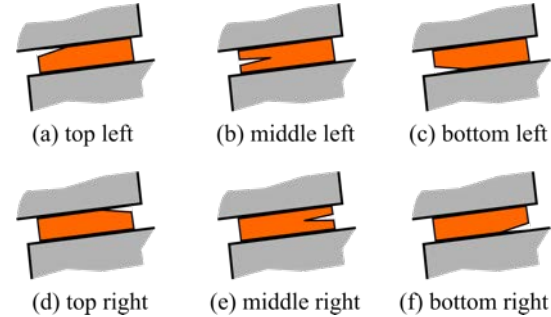 (a) top left
(b) middle left
(c) bottom left
(d) top right
(e) middle right
(f) bottom right